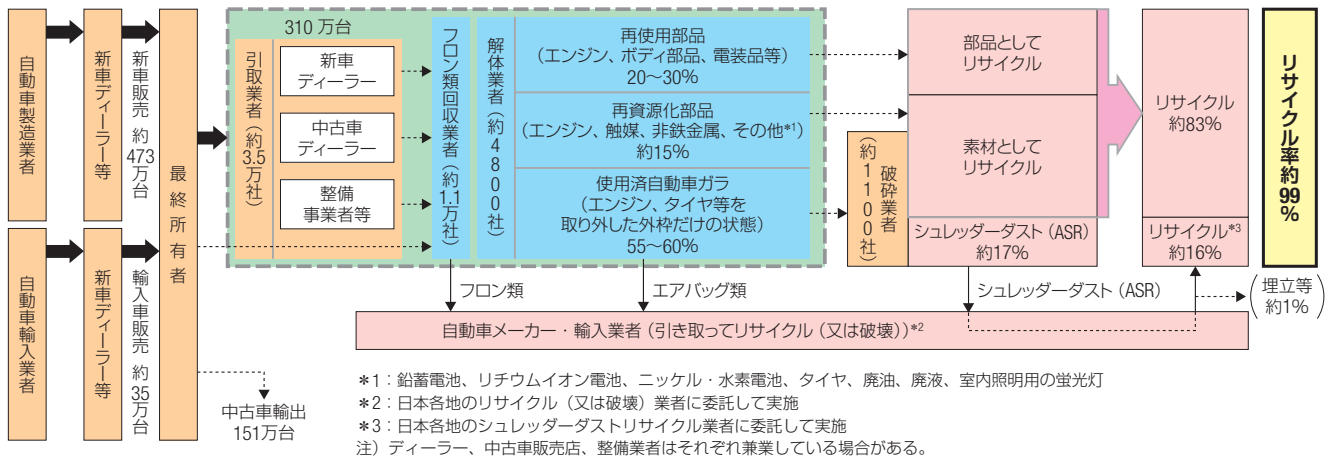 自動車製造業者
新車ディーラー等
新車販売 約473万台
自動車輸入業者
新車ディーラー等
輸入車販売 約35万台
最終所有者
中古車輸出
151万台
310万台
引取業者（約3.5万社）
新車
ディーラー
中古車
ディーラー
整備
事業者等
フロン類回収業者（約1.1万社）
解体業者（約4800社）
再使用部品
（エンジン、ボディ部品、電装品等）
20〜30%
再資源化部品
（エンジン、触媒、非鉄金属、その他*1）
約15%
使用済自動車ガラ
（エンジン、タイヤ等を
取り外した外枠だけの状態）
55〜60%
破砕業者
（約1100社）
部品として
リサイクル
素材として
リサイクル
シュレッダーダスト（ASR）
約17%
リサイクル
約83%
リサイクル*3
約16%
リサイクル率約99%
フロン類
エアバッグ類
シュレッダーダスト（ASR）
（埋立等
約1%）
自動車メーカー・輸入業者（引き取ってリサイクル（又は破壊））*2
*1：鉛蓄電池、リチウムイオン電池、ニッケル・水素電池、タイヤ、廃油、廃液、室内照明用の蛍光灯
*2：日本各地のリサイクル（又は破壊）業者に委託して実施
*3：日本各地のシュレッダーダストリサイクル業者に委託して実施
注）ディーラー、中古車販売店、整備業者はそれぞれ兼業している場合がある。